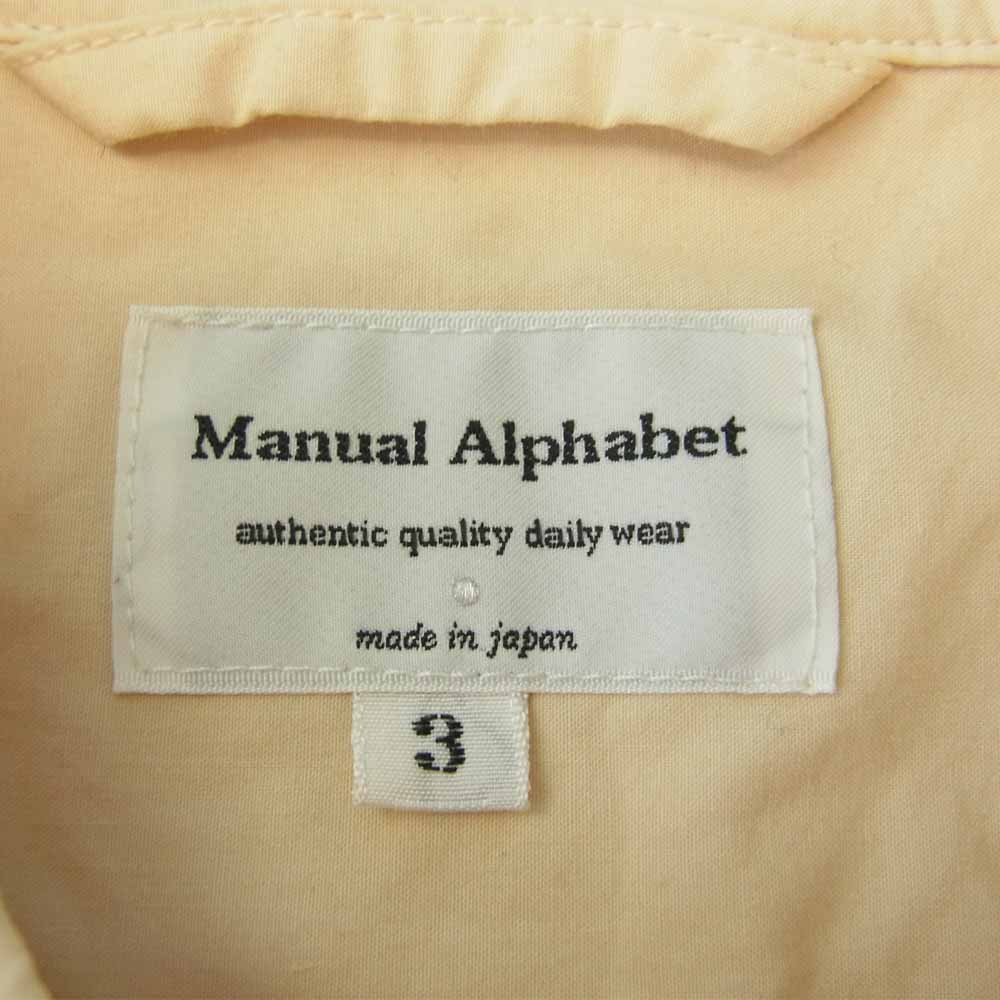 Manual Alphabet
authentic quality daily wear
made in japan
3